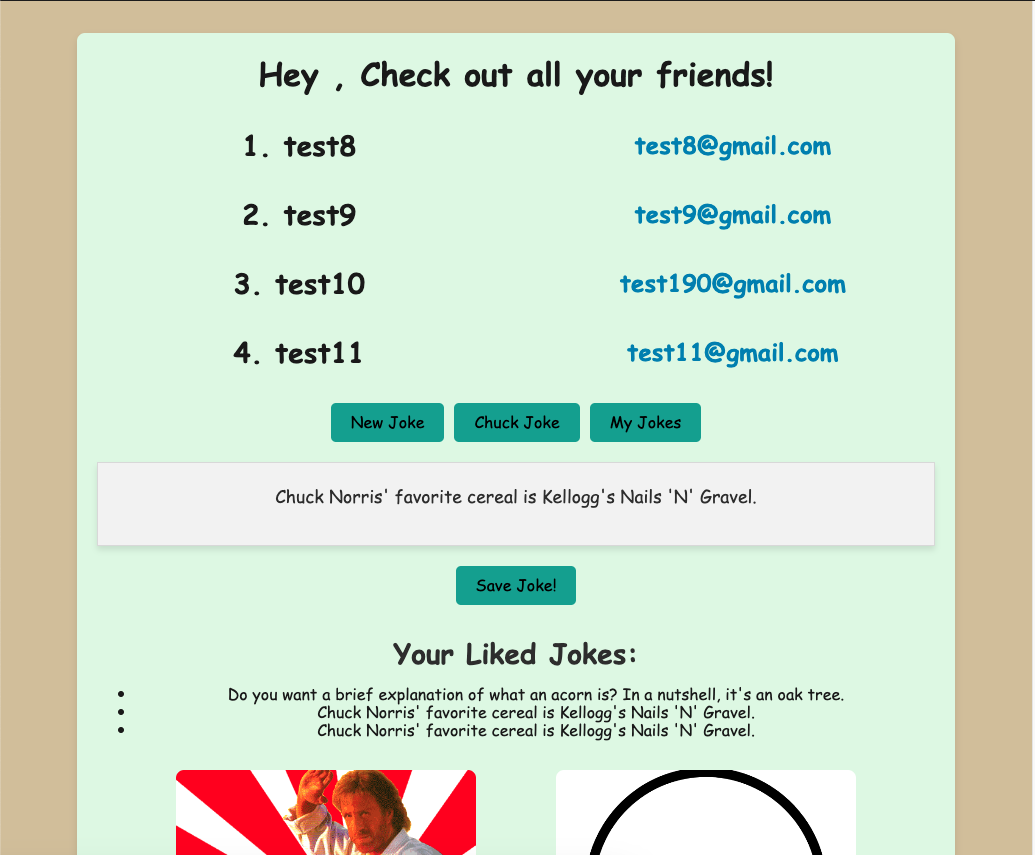 Hey , Check out all your friends!
1. test8 test8@gmail.com
2. test9 test9@gmail.com
3. test10 test190@gmail.com
4. test11 test11@gmail.com
New Joke Chuck Joke My Jokes
Chuck Norris' favorite cereal is Kellogg's Nails 'N' Gravel.
Save Joke!
Your Liked Jokes:
• Do you want a brief explanation of what an acorn is? In a nutshell, it's an oak tree.
• Chuck Norris' favorite cereal is Kellogg's Nails 'N' Gravel.
• Chuck Norris' favorite cereal is Kellogg's Nails 'N' Gravel.